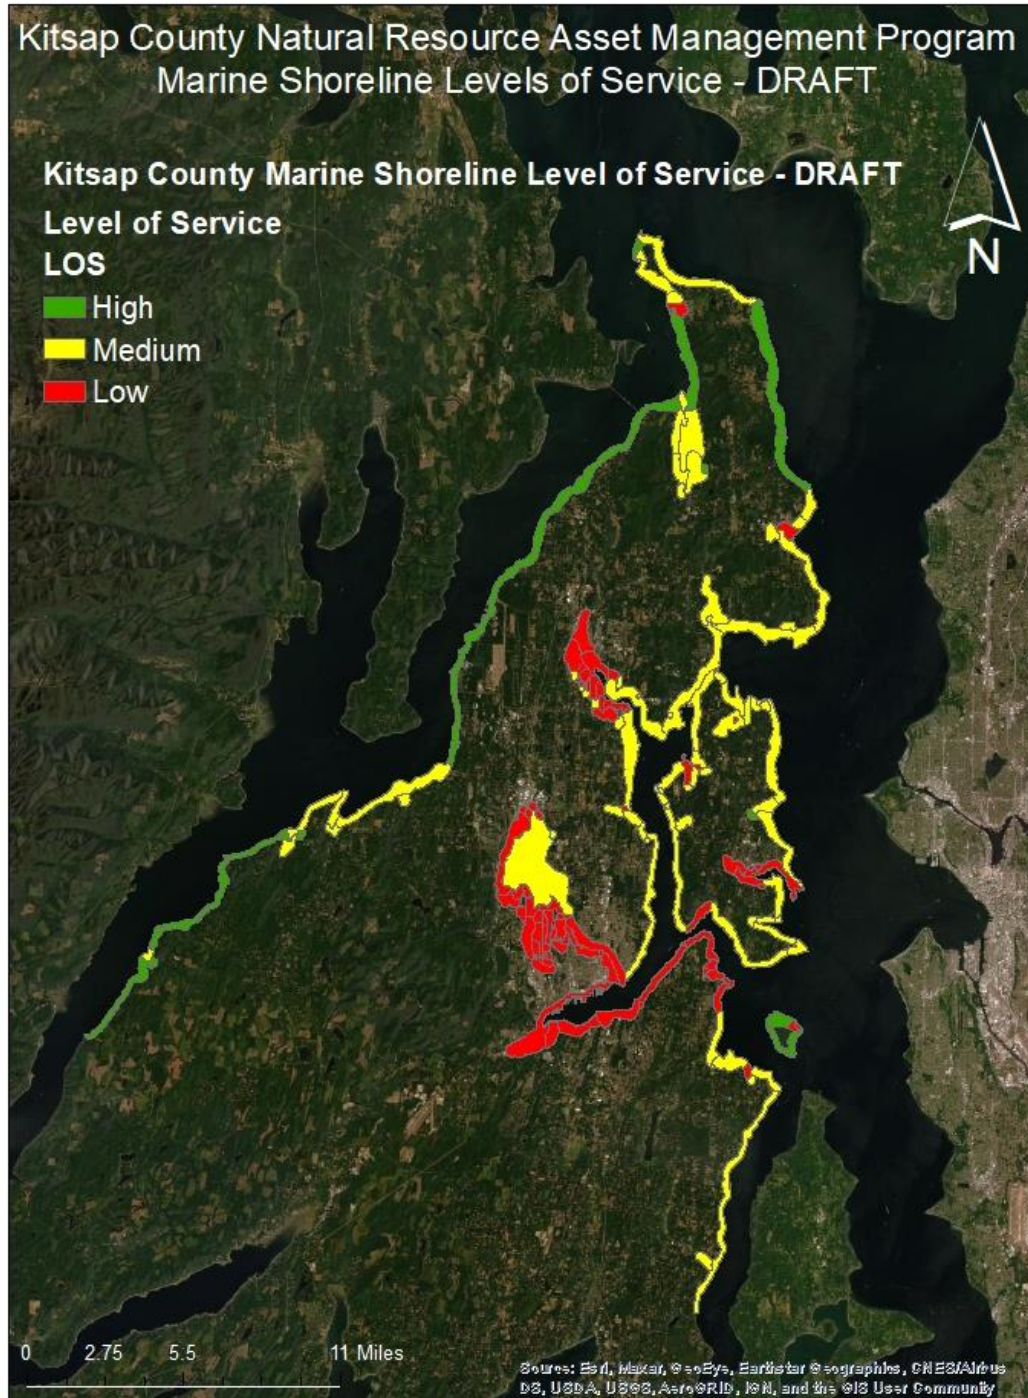 Kitsap County Natural Resource Asset Management Program
Marine Shoreline Levels of Service - DRAFT
Kitsap County Marine Shoreline Level of Service - DRAFT
Level of Service
LOS
High
Medium
Low
N
0 2.75 5.5 11 Miles
Source: Esri, Maxar, GeoEye, Earthstar Geographics, CNES/Airbus
DS, USDA, USGS, AeroGRID, IGN, and the GIS User Community